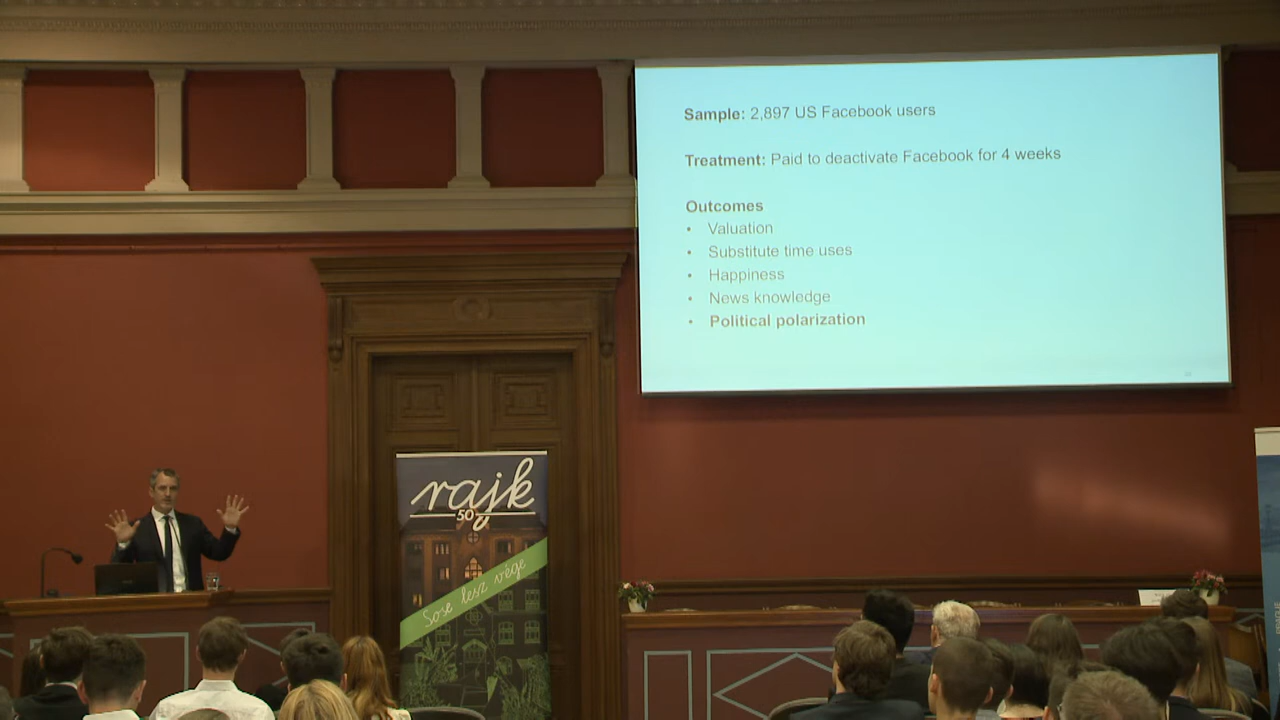 Sample: 2,897 US Facebook users
Treatment: Paid to deactivate Facebook for 4 weeks
Outcomes
• Valuation
• Substitute time uses
• Happiness
• News knowledge
• Political polarization
rajk
50
Sose lesz vége